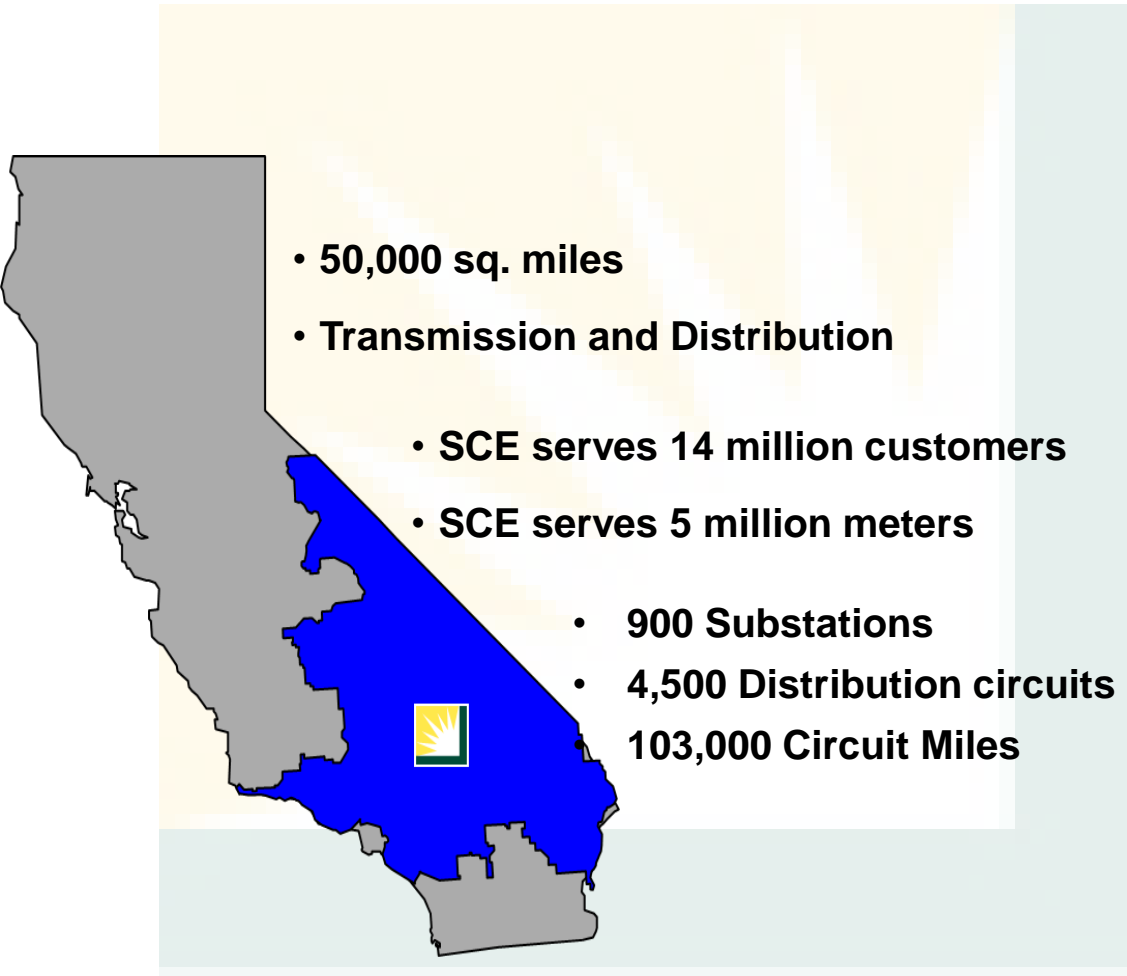 • 50,000 sq. miles
• Transmission and Distribution
• SCE serves 14 million customers
• SCE serves 5 million meters
• 900 Substations
• 4,500 Distribution circuits
• 103,000 Circuit Miles